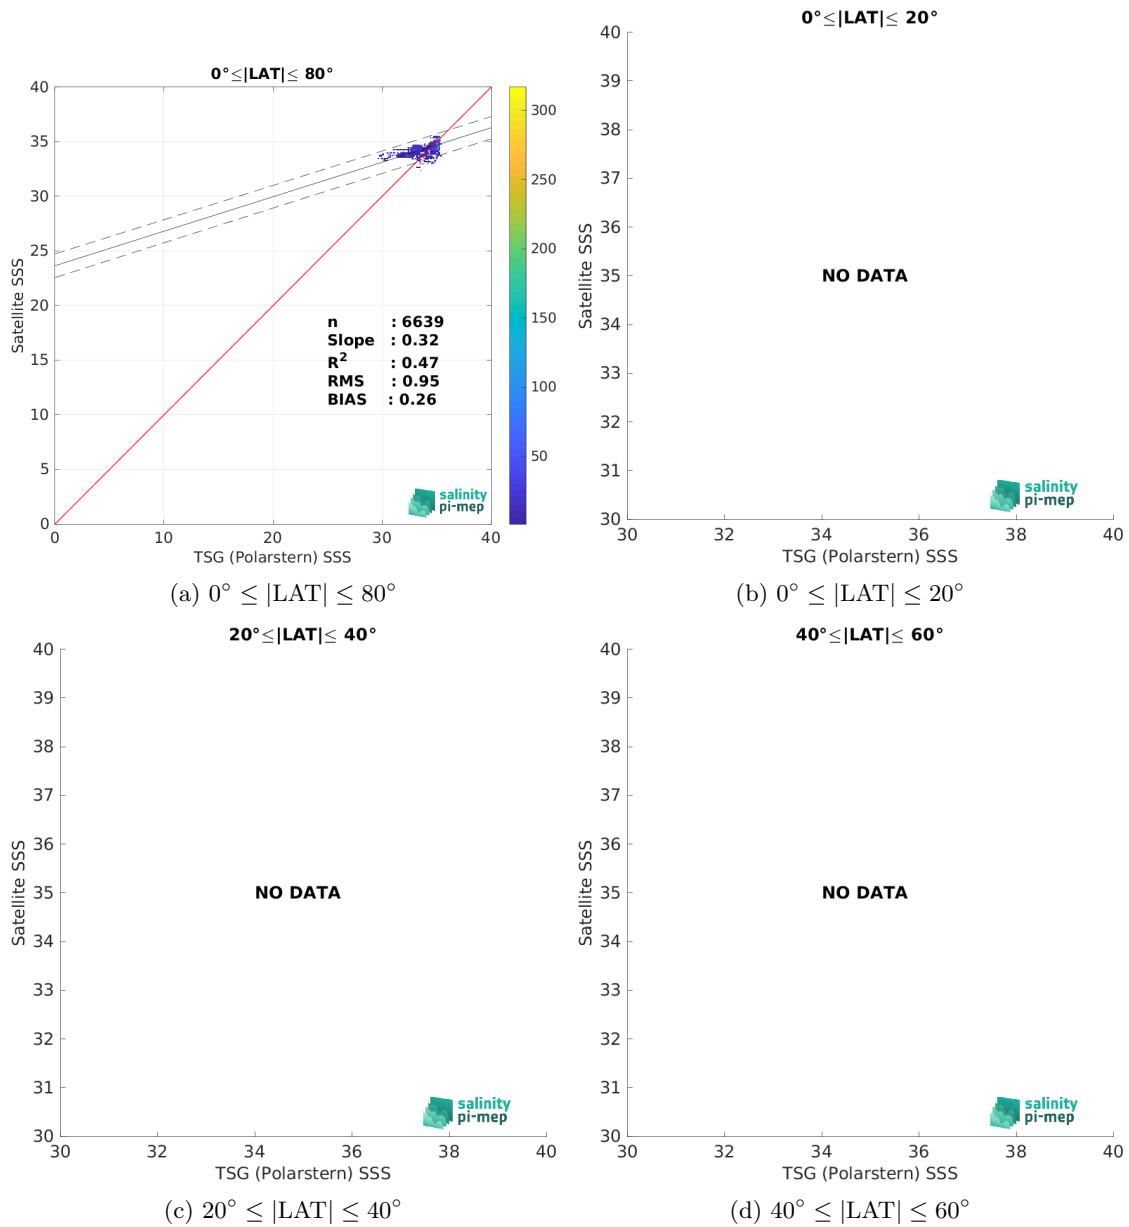 0°≤|LAT|≤ 80°
40
35
30
25
20
15
10
5
0
Satellite SSS
0
10
20
30
40
TSG (Polarstern) SSS
300
250
200
150
100
50
n : 6639
Slope : 0.32
R² : 0.47
RMS : 0.95
BIAS : 0.26
salinity
pi-mep
(a) 0° ≤ |LAT| ≤ 80°
0°≤|LAT|≤ 20°
40
39
38
37
36
35
34
33
32
31
30
Satellite SSS
NO DATA
30
32
34
36
38
40
TSG (Polarstern) SSS
salinity
pi-mep
(b) 0° ≤ |LAT| ≤ 20°
20°≤|LAT|≤ 40°
40
39
38
37
36
35
34
33
32
31
30
Satellite SSS
NO DATA
30
32
34
36
38
40
TSG (Polarstern) SSS
salinity
pi-mep
(c) 20° ≤ |LAT| ≤ 40°
40°≤|LAT|≤ 60°
40
39
38
37
36
35
34
33
32
31
30
Satellite SSS
NO DATA
30
32
34
36
38
40
TSG (Polarstern) SSS
salinity
pi-mep
(d) 40° ≤ |LAT| ≤ 60°